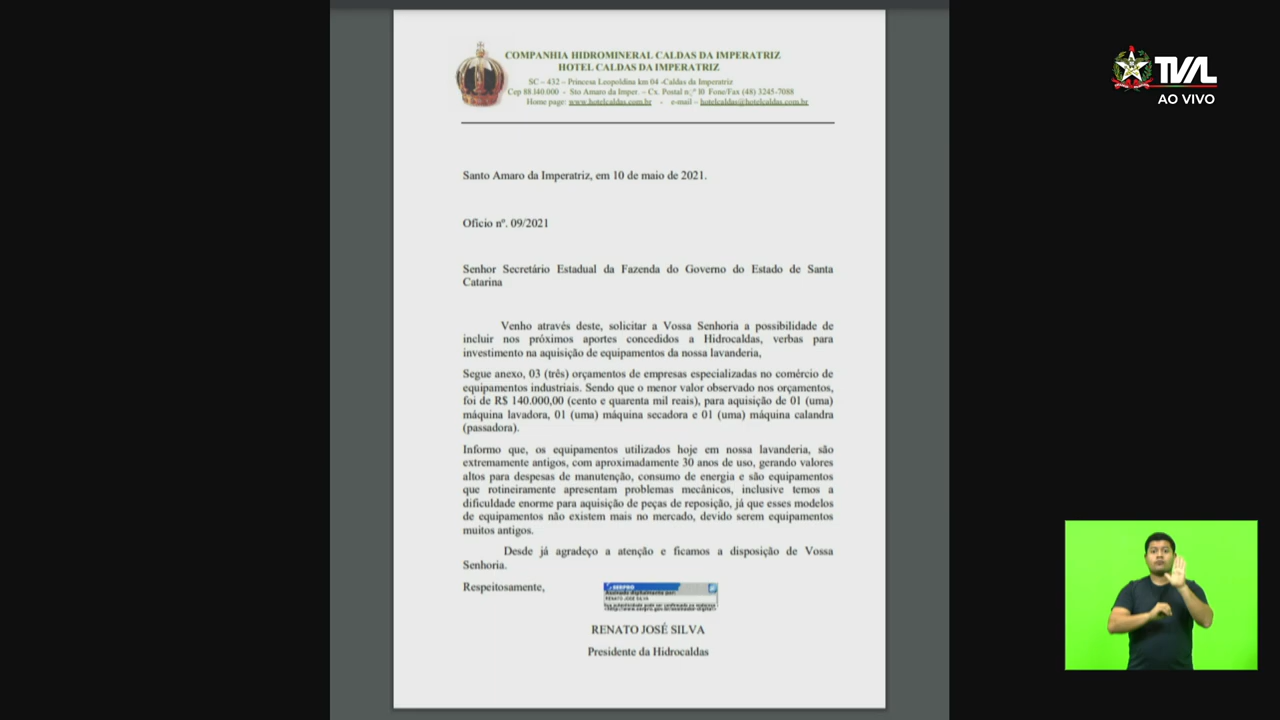 COMPANHIA HIDROMINERAL CALDAS DA IMPERATRIZ
HOTEL CALDAS DA IMPERATRIZ
SC – 432 – Princesa Leopoldina km 04 -Caldas da Imperatriz
Cep 88.140.000 - Sto Amaro da Imper. – Cx. Postal n.º 10 Fone/Fax (48) 3245-7088
Home page: www.hotelcaldas.com.br - e-mail – hotelcaldas@hotelcaldas.com.br
TVAL
AO VIVO
Santo Amaro da Imperatriz, em 10 de maio de 2021.
Ofício nº. 09/2021
Senhor Secretário Estadual da Fazenda do Governo do Estado de Santa
Catarina
Venho através deste, solicitar a Vossa Senhoria a possibilidade de
incluir nos próximos aportes concedidos a Hidrocaldas, verbas para
investimento na aquisição de equipamentos da nossa lavanderia,
Segue anexo, 03 (três) orçamentos de empresas especializadas no comércio de
equipamentos industriais. Sendo que o menor valor observado nos orçamentos,
foi de R$ 140.000,00 (cento e quarenta mil reais), para aquisição de 01 (uma)
máquina lavadora, 01 (uma) máquina secadora e 01 (uma) máquina calandra
(passadora).
Informo que, os equipamentos utilizados hoje em nossa lavanderia, são
extremamente antigos, com aproximadamente 30 anos de uso, gerando valores
altos para despesas de manutenção, consumo de energia e são equipamentos
que rotineiramente apresentam problemas mecânicos, inclusive temos a
dificuldade enorme para aquisição de peças de reposição, já que esses modelos
de equipamentos não existem mais no mercado, devido serem equipamentos
muitos antigos.
Desde já agradeço a atenção e ficamos a disposição de Vossa
Senhoria.
Respeitosamente,
SERPRO
Assinado digitalmente por:
RENATO JOSE SILVA
RENATO JOSÉ SILVA
Presidente da Hidrocaldas